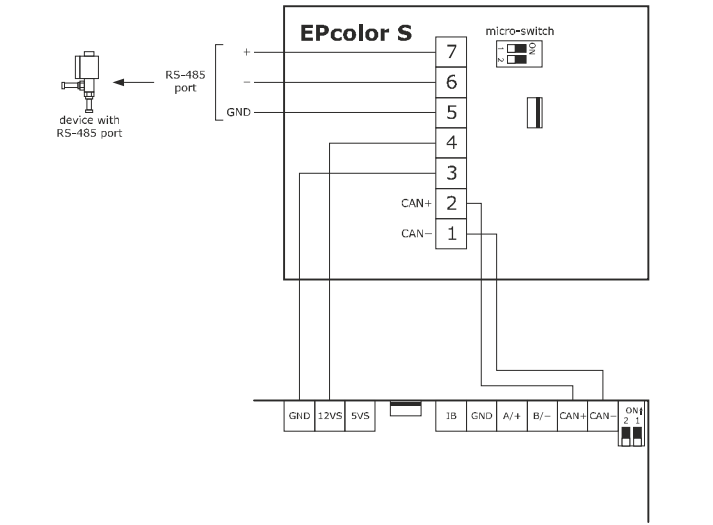 EPcolor S
micro-switch
1 2
ON
RS-485
port
+
−
GND
7
6
5
4
3
CAN+ 2
CAN− 1
device with
RS-485 port
GND 12VS 5VS IB GND A/+ B/− CAN+ CAN−
ON
2 1